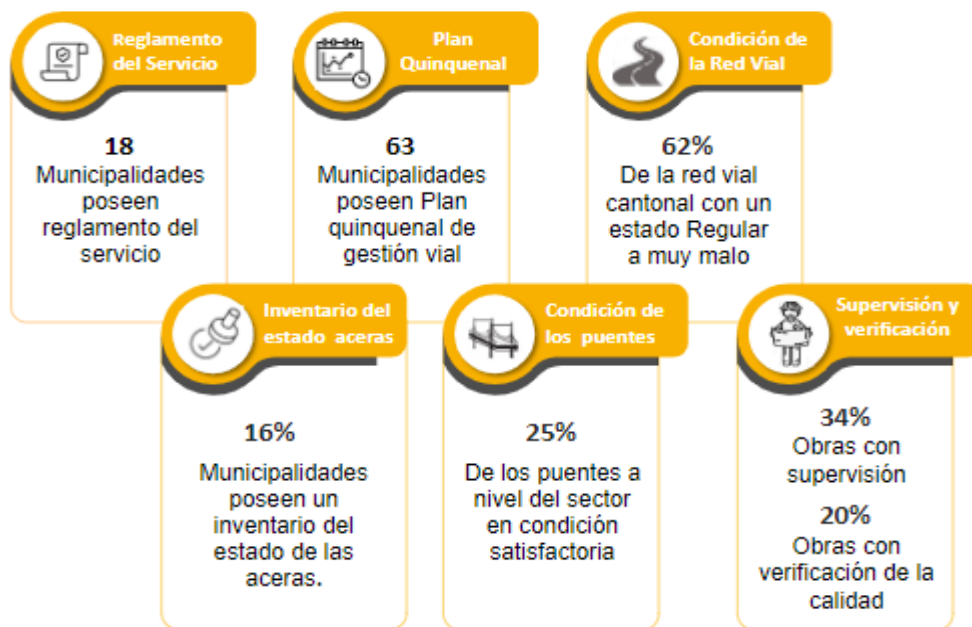 Reglamento
del Servicio
18
Municipalidades
poseen
reglamento del
servicio
Plan
Quinquenal
63
Municipalidades
poseen Plan
quinquenal de
gestión vial
Condición de
la Red Vial
62%
De la red vial
cantonal con un
estado Regular
a muy malo
Inventario del
estado aceras
16%
Municipalidades
poseen un
inventario del
estado de las
aceras.
Condición de
los puentes
25%
De los puentes a
nivel del sector
en condición
satisfactoria
Supervisión y
verificación
34%
Obras con
supervisión
20%
Obras con
verificación de la
calidad